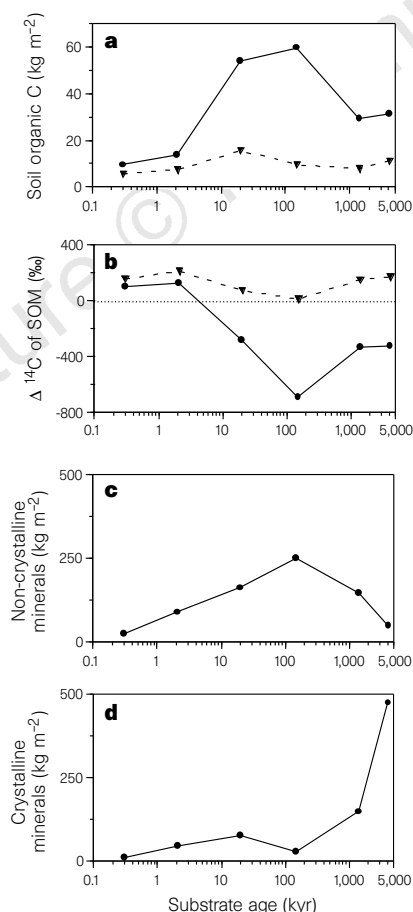 a
Soil organic C (kg m⁻²)
60
40
20
0
0.1 1 10 100 1,000 5,000
b
Δ ¹⁴C of SOM (‰)
400
0
-400
-800
0.1 1 10 100 1,000 5,000
c
Non-crystalline
minerals (kg m⁻²)
500
250
0
0.1 1 10 100 1,000 5,000
d
Crystalline
minerals (kg m⁻²)
500
250
0
0.1 1 10 100 1,000 5,000
Substrate age (kyr)